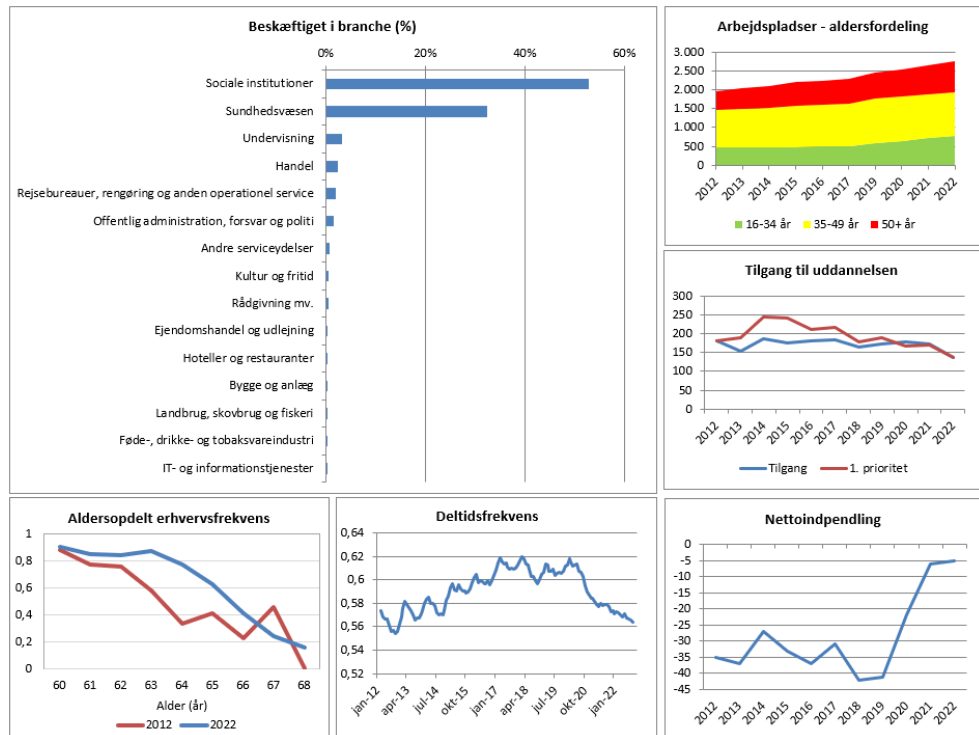 Beskæftiget i branche (%)
0% 20% 40% 60%
Sociale institutioner
Sundhedsvæsen
Undervisning
Handel
Rejsebureauer, rengøring og anden operationel service
Offentlig administration, forsvar og politi
Andre serviceydelser
Kultur og fritid
Rådgivning mv.
Ejendomshandel og udlejning
Hoteller og restauranter
Bygge og anlæg
Landbrug, skovbrug og fiskeri
Føde-, drikke- og tobaksvareindustri
IT- og informationstjenester
Arbejdspladser - aldersfordeling
3.000
2.500
2.000
1.500
1.000
500
0
2012 2013 2014 2015 2016 2017 2019 2020 2021 2022
16-34 år 35-49 år 50+ år
Tilgang til uddannelsen
300
250
200
150
100
50
0
2012 2013 2014 2015 2016 2017 2018 2019 2020 2021 2022
Tilgang 1. prioritet
Aldersopdelt erhvervsfrekvens
1
0,8
0,6
0,4
0,2
0
60 61 62 63 64 65 66 67 68
Alder (år)
2012 2022
Deltidsfrekvens
0,64
0,62
0,6
0,58
0,56
0,54
0,52
jan-12 apr-13 jul-14 okt-15 jan-17 apr-18 jul-19 okt-20 jan-22
Nettoindpendling
0
-5
-10
-15
-20
-25
-30
-35
-40
-45
2012 2013 2014 2015 2016 2017 2018 2019 2020 2021 2022